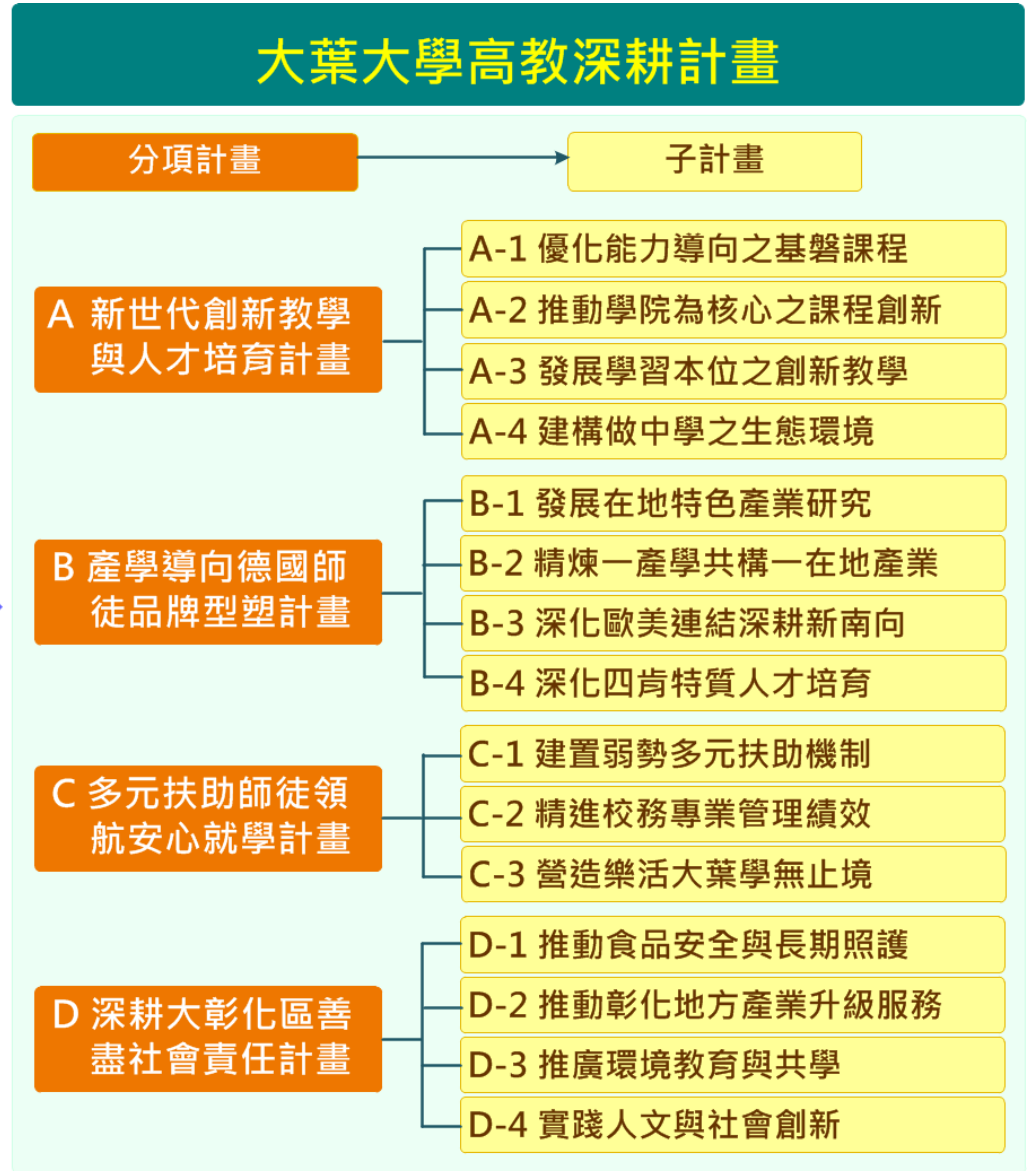 大葉大學高教深耕計畫
分項計畫
子計畫
A 新世代創新教學
與人才培育計畫
A-1 優化能力導向之基磐課程
A-2 推動學院為核心之課程創新
A-3 發展學習本位之創新教學
A-4 建構做中學之生態環境
B 產學導向德國師
徒品牌型塑計畫
B-1 發展在地特色產業研究
B-2 精煉一產學共構一在地產業
B-3 深化歐美連結深耕新南向
B-4 深化四肯特質人才培育
C 多元扶助師徒領
航安心就學計畫
C-1 建置弱勢多元扶助機制
C-2 精進校務專業管理績效
C-3 營造樂活大葉學無止境
D 深耕大彰化區善
盡社會責任計畫
D-1 推動食品安全與長期照護
D-2 推動彰化地方產業升級服務
D-3 推廣環境教育與共學
D-4 實踐人文與社會創新